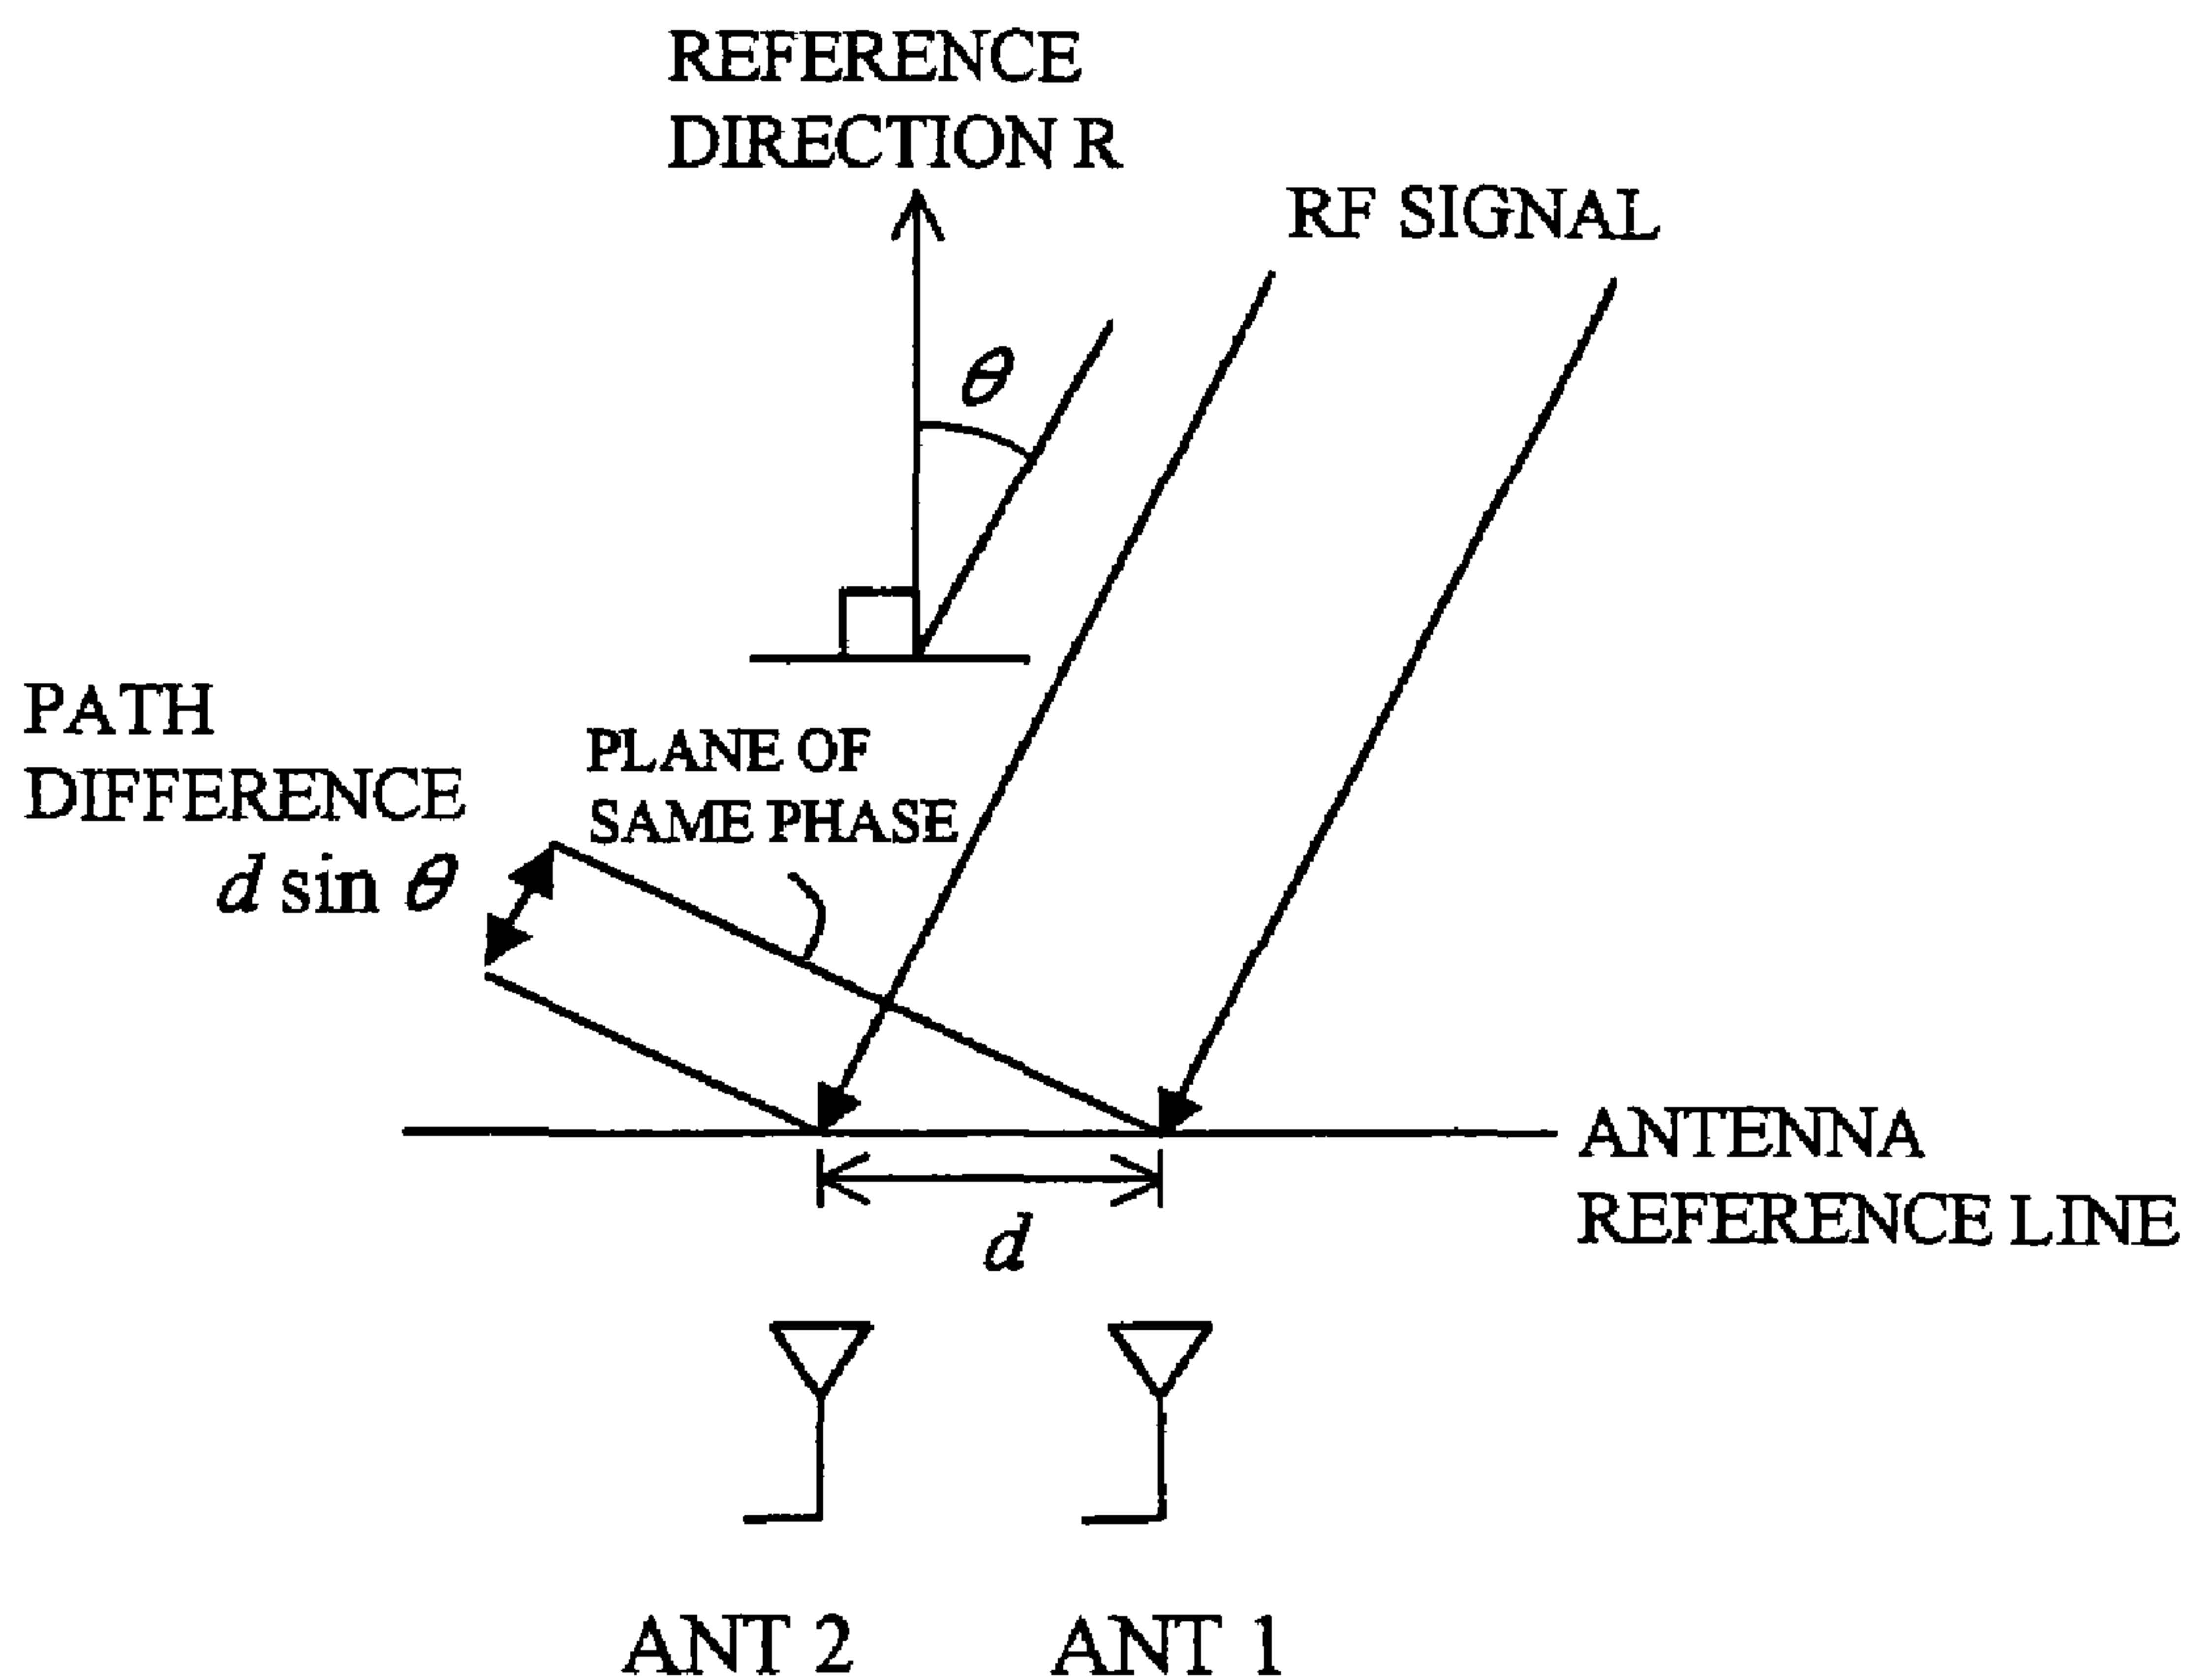 REFERENCE
DIRECTION R
RF SIGNAL
θ
PATH
DIFFERENCE
d sin θ
PLANE OF
SAME PHASE
ANTENNA
REFERENCE LINE
d
ANT 2
ANT 1